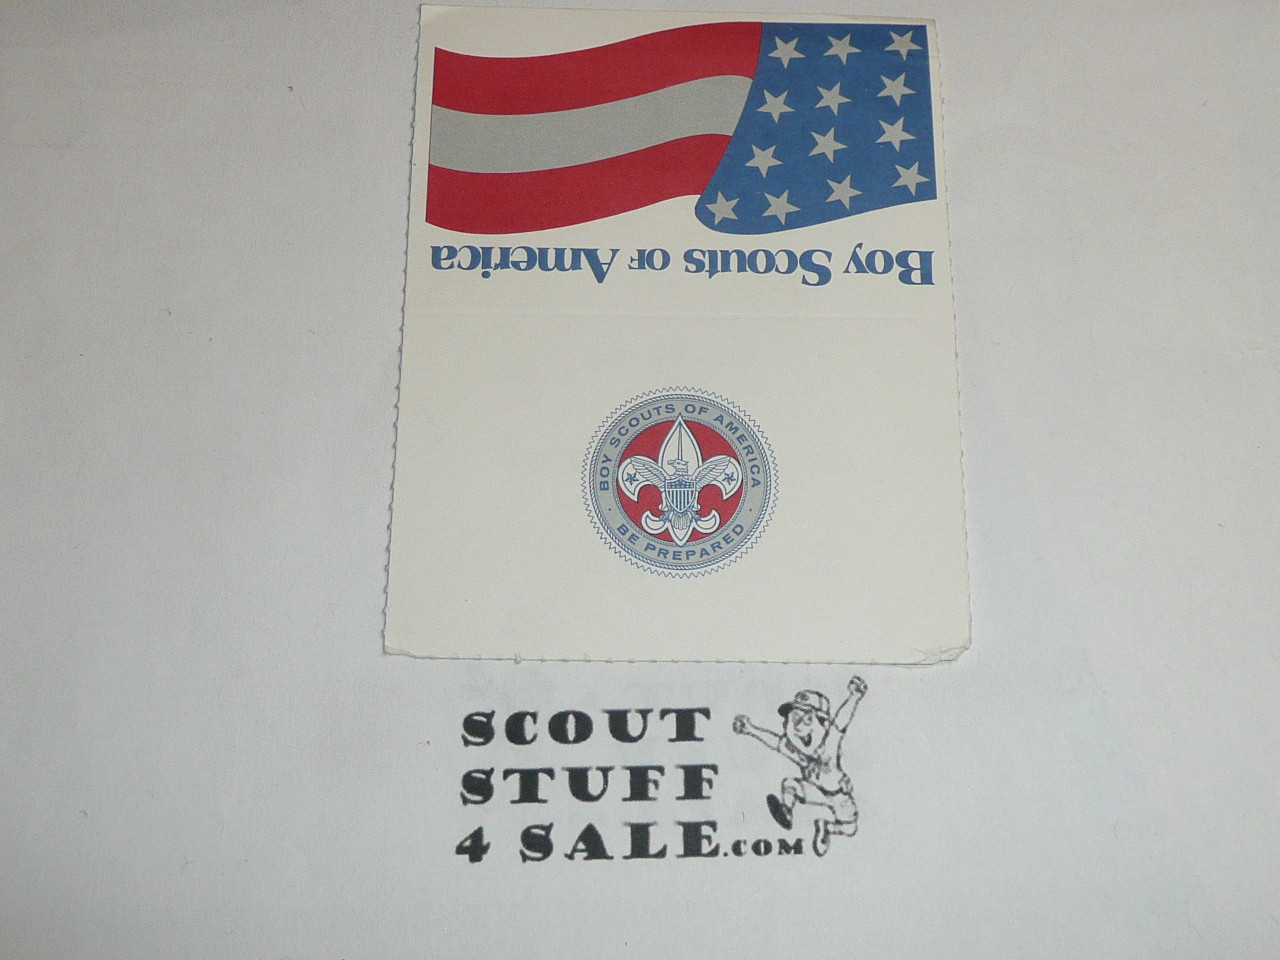 Boy Scouts OF America
BOY SCOUTS OF AMERICA
· BE PREPARED ·
SCOUT
STUFF
4 SALE.COM